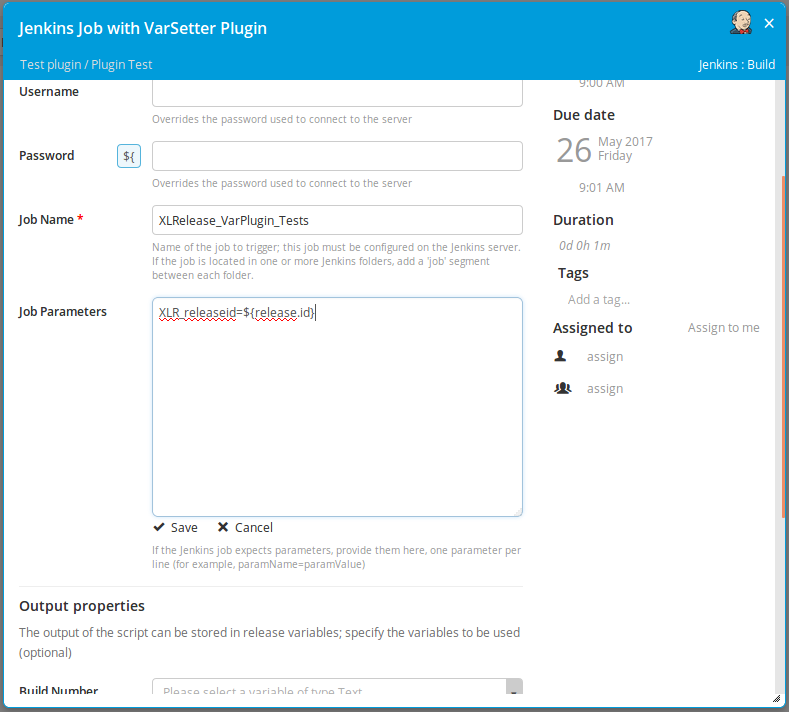 Jenkins Job with VarSetter Plugin
Test plugin / Plugin Test
Jenkins : Build
Username
Overrides the password used to connect to the server
Password
${
Overrides the password used to connect to the server
Job Name *
XLRelease_VarPlugin_Tests
Name of the job to trigger; this job must be configured on the Jenkins server.
If the job is located in one or more Jenkins folders, add a 'job' segment
between each folder.
Job Parameters
XLR_releaseid=${release.id}
Save
Cancel
If the Jenkins job expects parameters, provide them here, one parameter per
line (for example, paramName=paramValue)
Output properties
The output of the script can be stored in release variables; specify the variables to be used
(optional)
Build Number
Please select a variable of type Text
9:00 AM
Due date
26
May 2017
Friday
9:01 AM
Duration
0d 0h 1m
Tags
Add a tag...
Assigned to
Assign to me
assign
assign